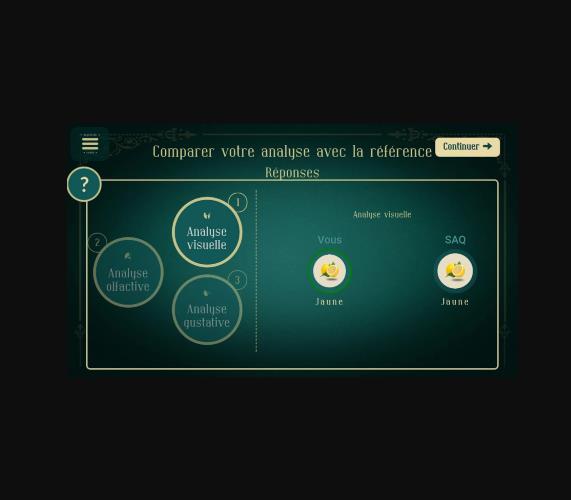 Comparer votre analyse avec la référence
Continuer
Réponses
?
1
Analyse
visuelle
2
Analyse
olfactive
3
Analyse
gustative
Analyse visuelle
Vous
SAQ
Jaune
Jaune